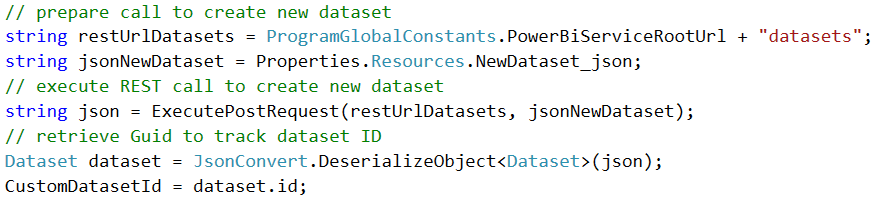 // prepare call to create new dataset
string restUrlDatasets = ProgramGlobalConstants.PowerBiServiceRootUrl + "datasets";
string jsonNewDataset = Properties.Resources.NewDataset_json;
// execute REST call to create new dataset
string json = ExecutePostRequest(restUrlDatasets, jsonNewDataset);
// retrieve Guid to track dataset ID
Dataset dataset = JsonConvert.DeserializeObject<Dataset>(json);
CustomDatasetId = dataset.id;